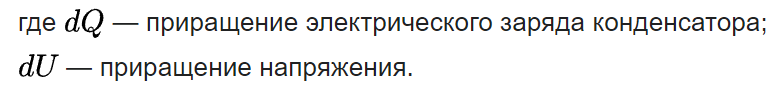 где dQ — приращение электрического заряда конденсатора;
dU — приращение напряжения.